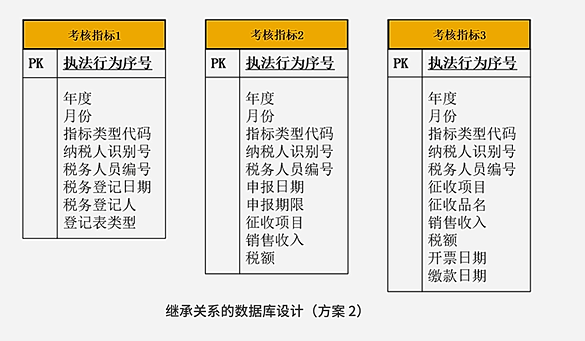 考核指标1
PK 执法行为序号
年度
月份
指标类型代码
纳税人识别号
税务人员编号
税务登记日期
税务登记人
登记表类型
考核指标2
PK 执法行为序号
年度
月份
指标类型代码
纳税人识别号
税务人员编号
申报日期
申报期限
征收项目
销售收入
税额
考核指标3
PK 执法行为序号
年度
月份
指标类型代码
纳税人识别号
税务人员编号
征收项目
征收品名
销售收入
税额
开票日期
缴款日期
继承关系的数据库设计（方案 2）